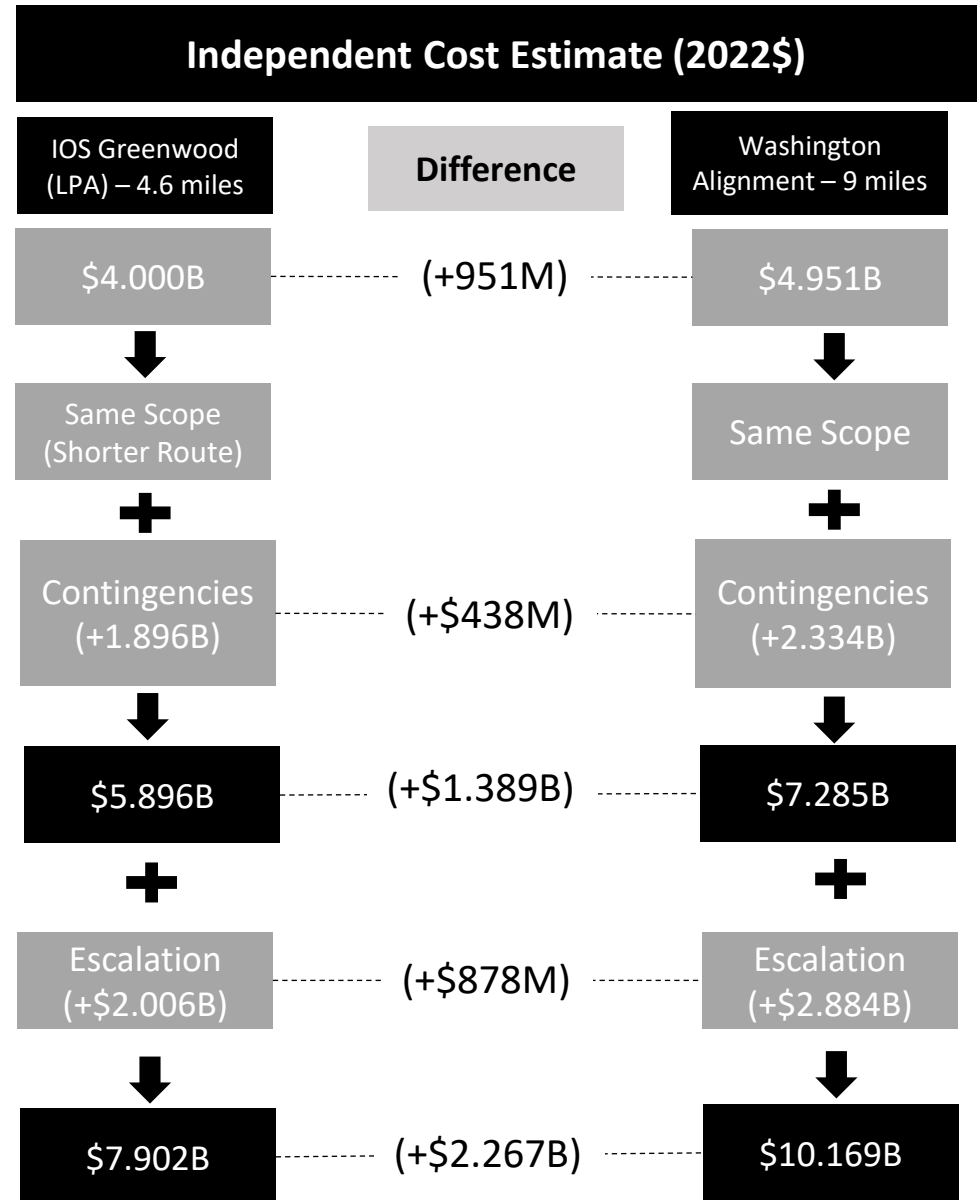 Independent Cost Estimate (2022$)
IOS Greenwood
(LPA) – 4.6 miles
Difference
Washington
Alignment – 9 miles
$4.000B
(+951M)
$4.951B
Same Scope
(Shorter Route)
Same Scope
Contingencies
(+1.896B)
(+$438M)
Contingencies
(+2.334B)
$5.896B
(+$1.389B)
$7.285B
Escalation
(+$2.006B)
(+$878M)
Escalation
(+$2.884B)
$7.902B
(+$2.267B)
$10.169B